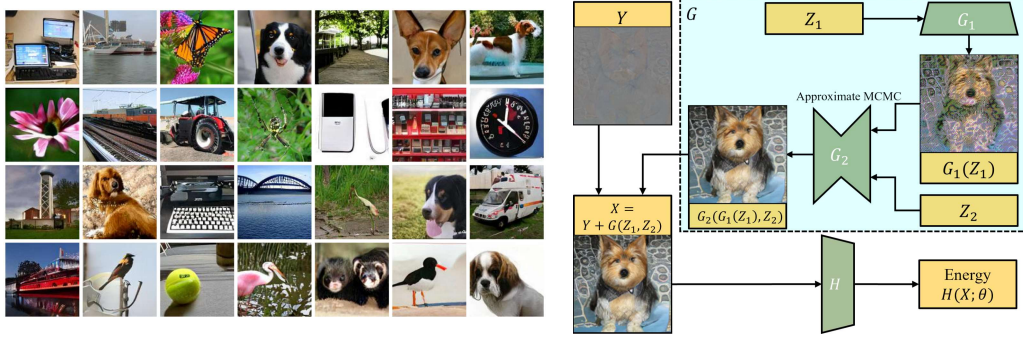 Y
G
Z₁
G₁
Approximate MCMC
G₂
G₁(Z₁)
Z₂
G₂(G₁(Z₁), Z₂)
X =
Y + G(Z₁, Z₂)
H
Energy
H(X; θ)